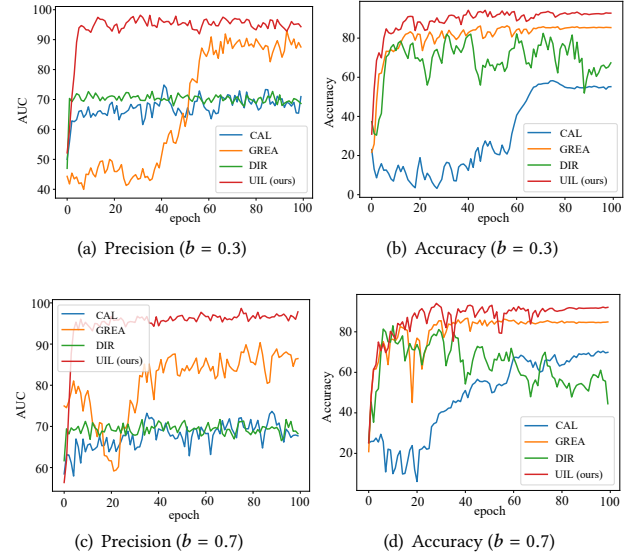 100
90
80
70
60
50
40
AUC
CAL
GREA
DIR
UIL (ours)
0 20 40 60 80 100
epoch
(a) Precision (b = 0.3)
80
60
40
20
0
Accuracy
CAL
GREA
DIR
UIL (ours)
0 20 40 60 80 100
epoch
(b) Accuracy (b = 0.3)
100
90
80
70
60
AUC
CAL
GREA
DIR
UIL (ours)
0 20 40 60 80 100
epoch
(c) Precision (b = 0.7)
80
60
40
20
Accuracy
CAL
GREA
DIR
UIL (ours)
0 20 40 60 80 100
epoch
(d) Accuracy (b = 0.7)